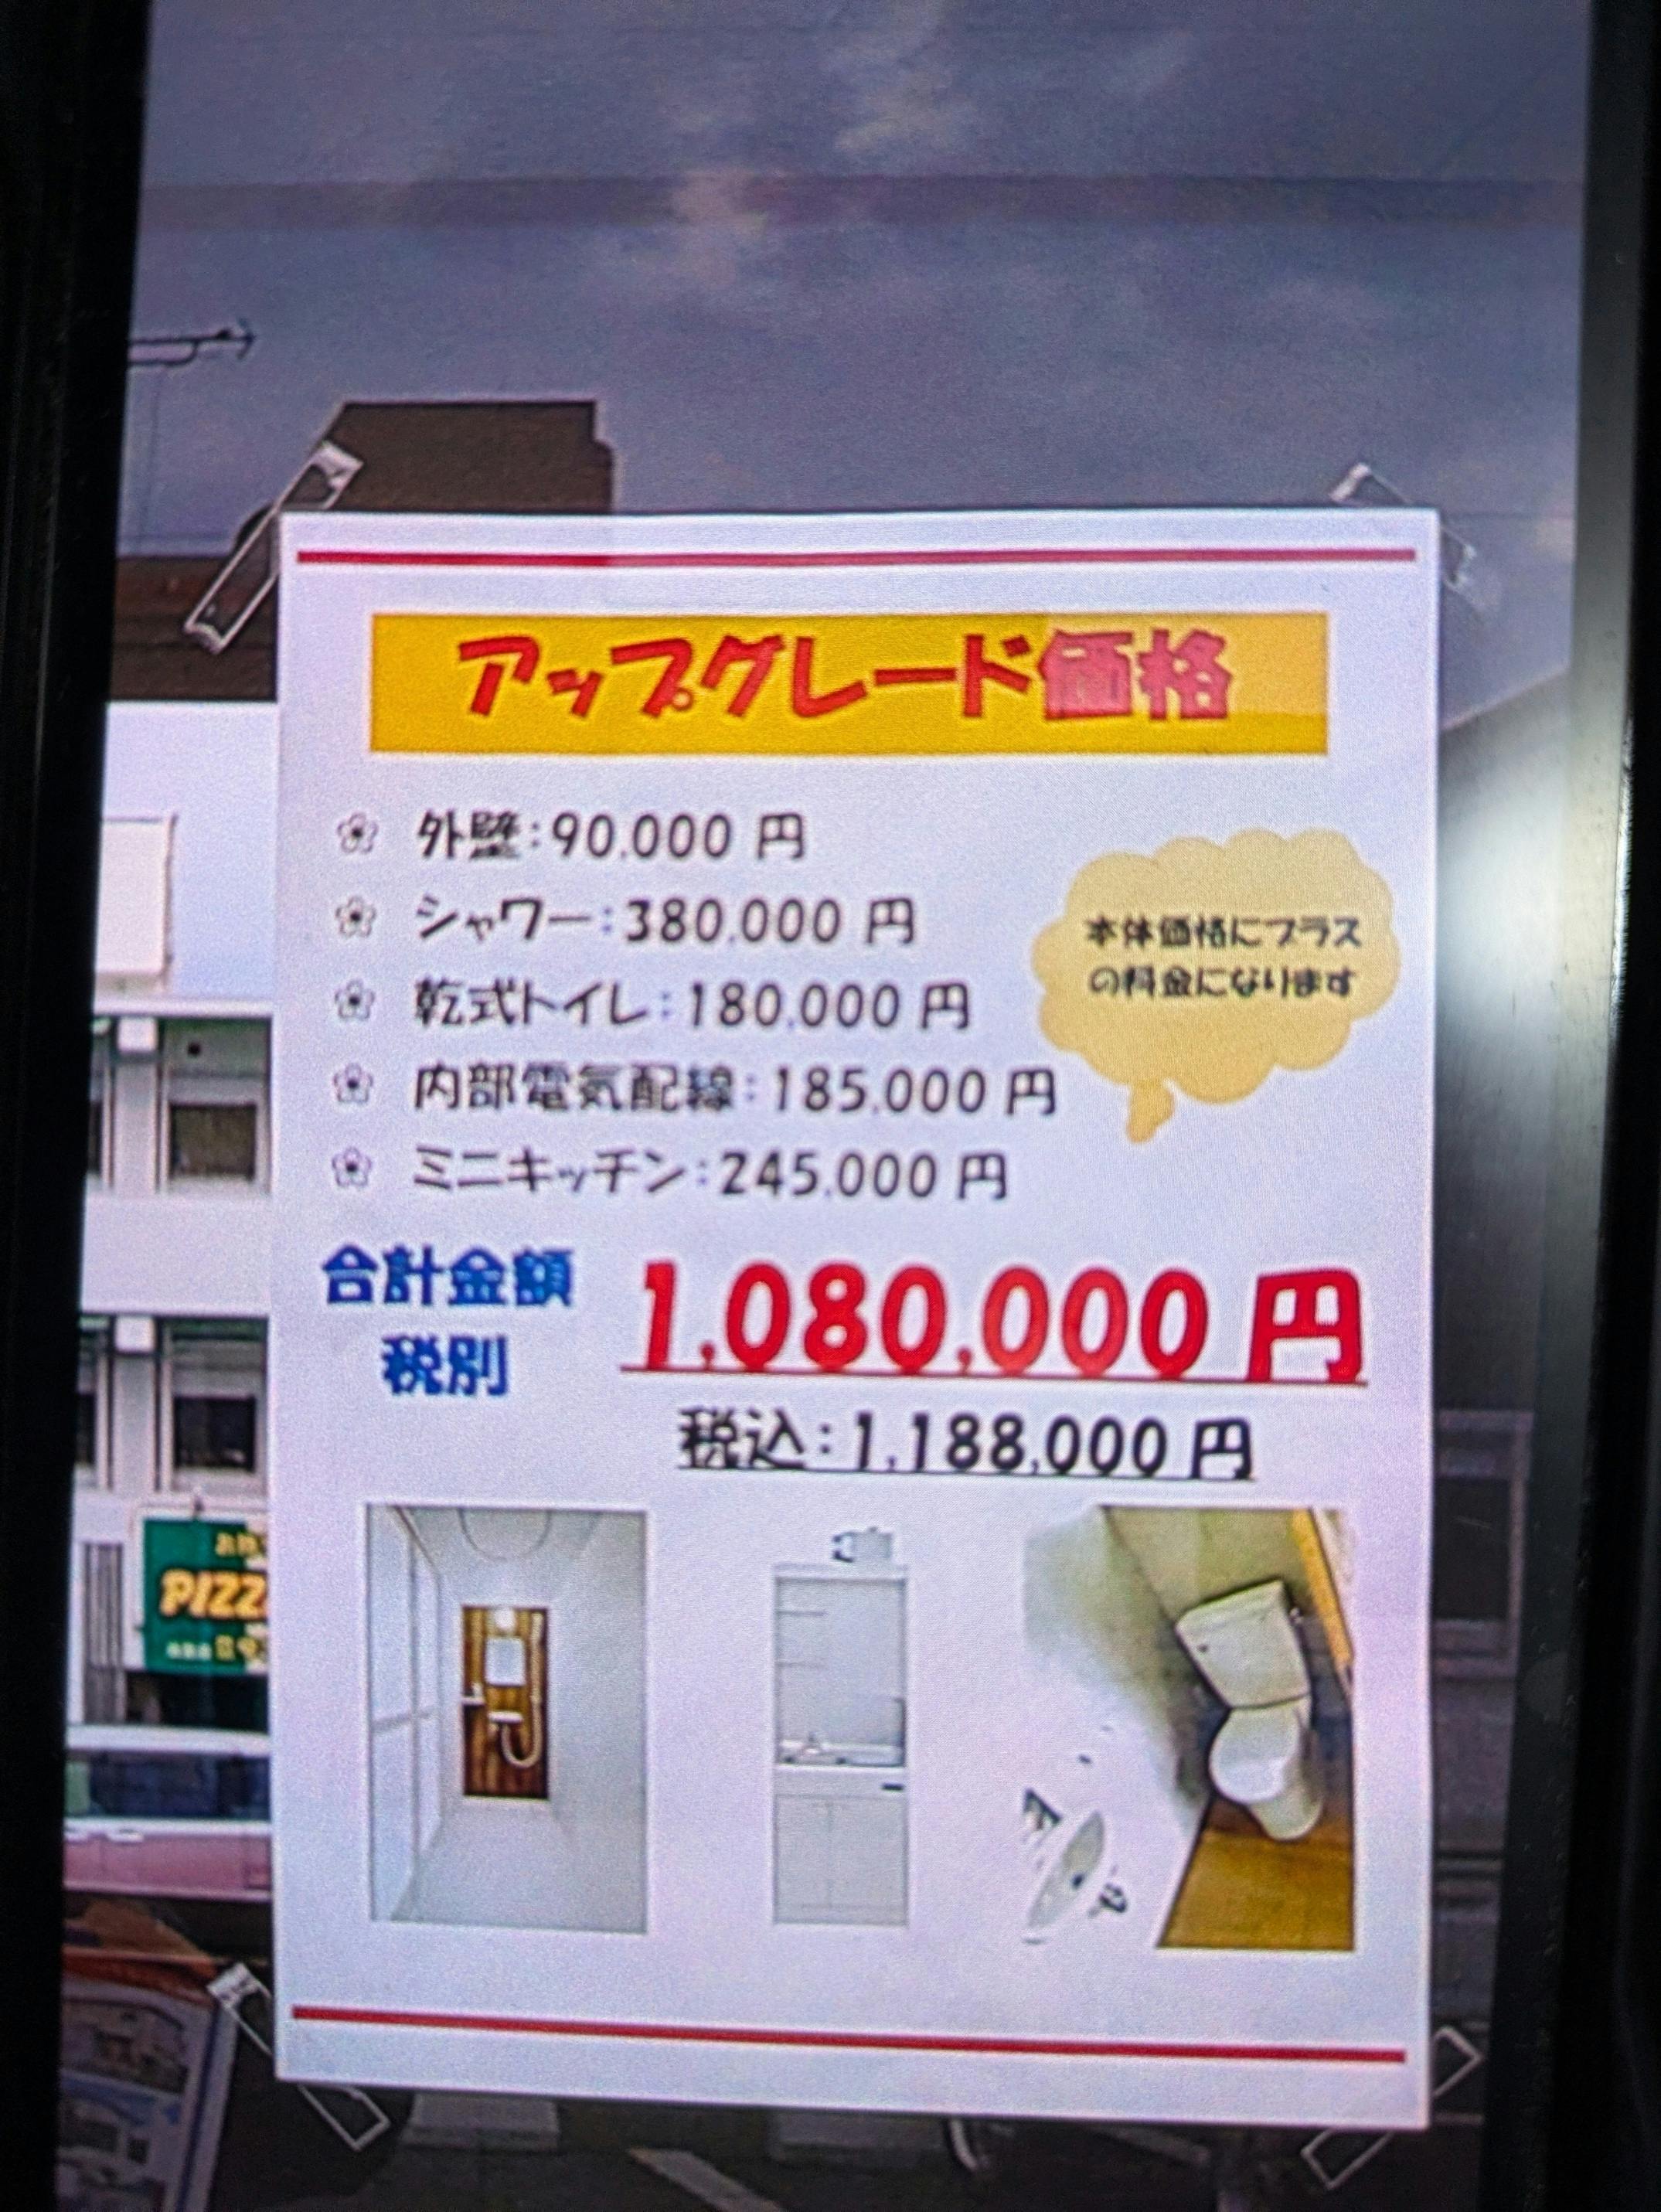 アップグレード価格
外壁:90,000 円
シャワー:380,000 円
乾式トイレ:180,000 円
内部電気配線:185,000 円
ミニキッチン:245,000 円
本体価格にプラス
の料金になります
合計金額
税別
1,080,000 円
税込:1,188,000 円
PIZZ